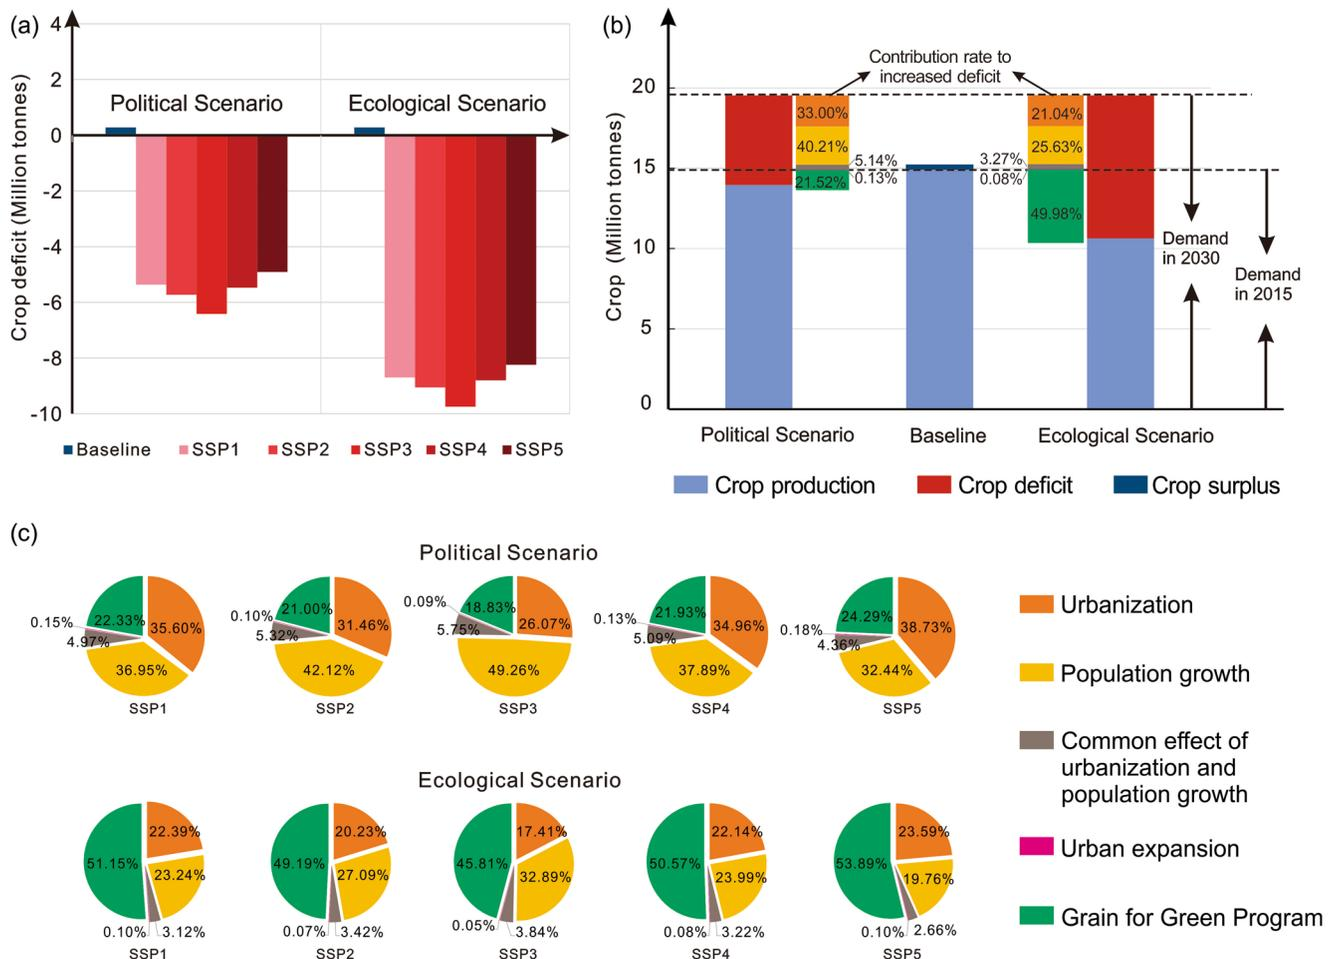 (a)
4
2
0
-2
-4
-6
-8
-10
Crop deficit (Million tonnes)
Political Scenario
Ecological Scenario
Baseline
SSP1
SSP2
SSP3
SSP4
SSP5
(b)
20
15
10
5
0
Crop (Million tonnes)
Contribution rate to
increased deficit
33.00%
40.21%
5.14%
0.13%
21.52%
21.04%
25.63%
3.27%
0.08%
49.98%
Demand
in 2030
Demand
in 2015
Political Scenario
Baseline
Ecological Scenario
Crop production
Crop deficit
Crop surplus
(c)
Political Scenario
0.15%
22.33%
35.60%
4.97%
36.95%
SSP1
0.10%
21.00%
31.46%
5.32%
42.12%
SSP2
0.09%
18.83%
26.07%
5.75%
49.26%
SSP3
0.13%
21.93%
34.96%
5.09%
37.89%
SSP4
0.18%
24.29%
38.73%
4.36%
32.44%
SSP5
Ecological Scenario
22.39%
51.15%
23.24%
0.10%
3.12%
SSP1
20.23%
49.19%
27.09%
0.07%
3.42%
SSP2
17.41%
45.81%
32.89%
0.05%
3.84%
SSP3
22.14%
50.57%
23.99%
0.08%
3.22%
SSP4
23.59%
53.89%
19.76%
0.10%
2.66%
SSP5
Urbanization
Population growth
Common effect of
urbanization and
population growth
Urban expansion
Grain for Green Program